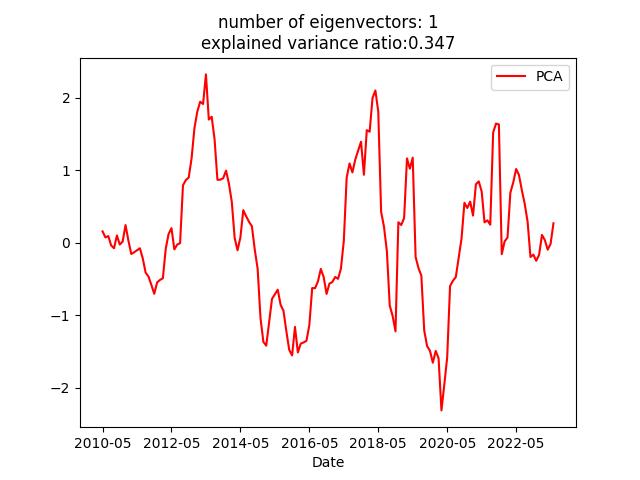 number of eigenvectors: 1
explained variance ratio:0.347
PCA
2
1
0
−1
−2
2010-05 2012-05 2014-05 2016-05 2018-05 2020-05 2022-05
Date